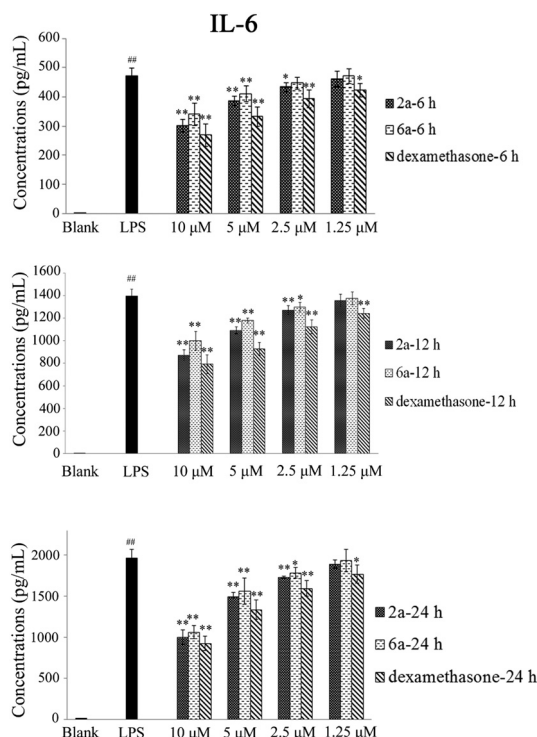 IL-6
Concentrations (pg/mL)
600
500
400
300
200
100
0
##
** ** **
** ** **
* **
*
Blank LPS 10 μM 5 μM 2.5 μM 1.25 μM
2a-6 h
6a-6 h
dexamethasone-6 h
Concentrations (pg/mL)
1600
1400
1200
1000
800
600
400
200
0
##
** ** **
** ** **
** * **
**
Blank LPS 10 μM 5 μM 2.5 μM 1.25 μM
2a-12 h
6a-12 h
dexamethasone-12 h
Concentrations (pg/mL)
2000
1500
1000
500
0
##
** ** **
** ** **
** * **
*
Blank LPS 10 μM 5 μM 2.5 μM 1.25 μM
2a-24 h
6a-24 h
dexamethasone-24 h